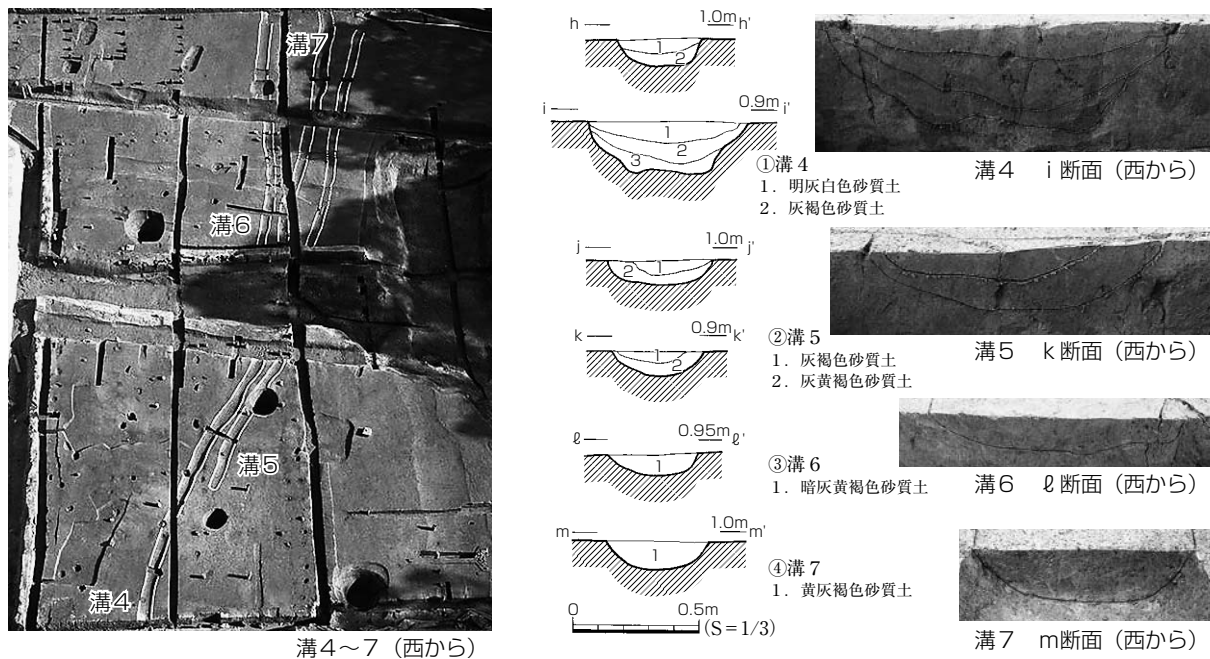 溝7
溝6
溝5
溝4
溝4～7（西から）
h 1.0m h'
1
2
i 0.9m i'
1
2
3
①溝4
1．明灰白色砂質土
2．灰褐色砂質土
j 1.0m j'
2 1
k 0.9m k'
1
2
②溝5
1．灰褐色砂質土
2．灰黄褐色砂質土
ℓ 0.95m ℓ'
1
③溝6
1．暗灰黄褐色砂質土
m 1.0m m'
1
④溝7
1．黄灰褐色砂質土
0 0.5m
(S＝1/3)
溝4 i断面（西から）
溝5 k断面（西から）
溝6 ℓ断面（西から）
溝7 m断面（西から）